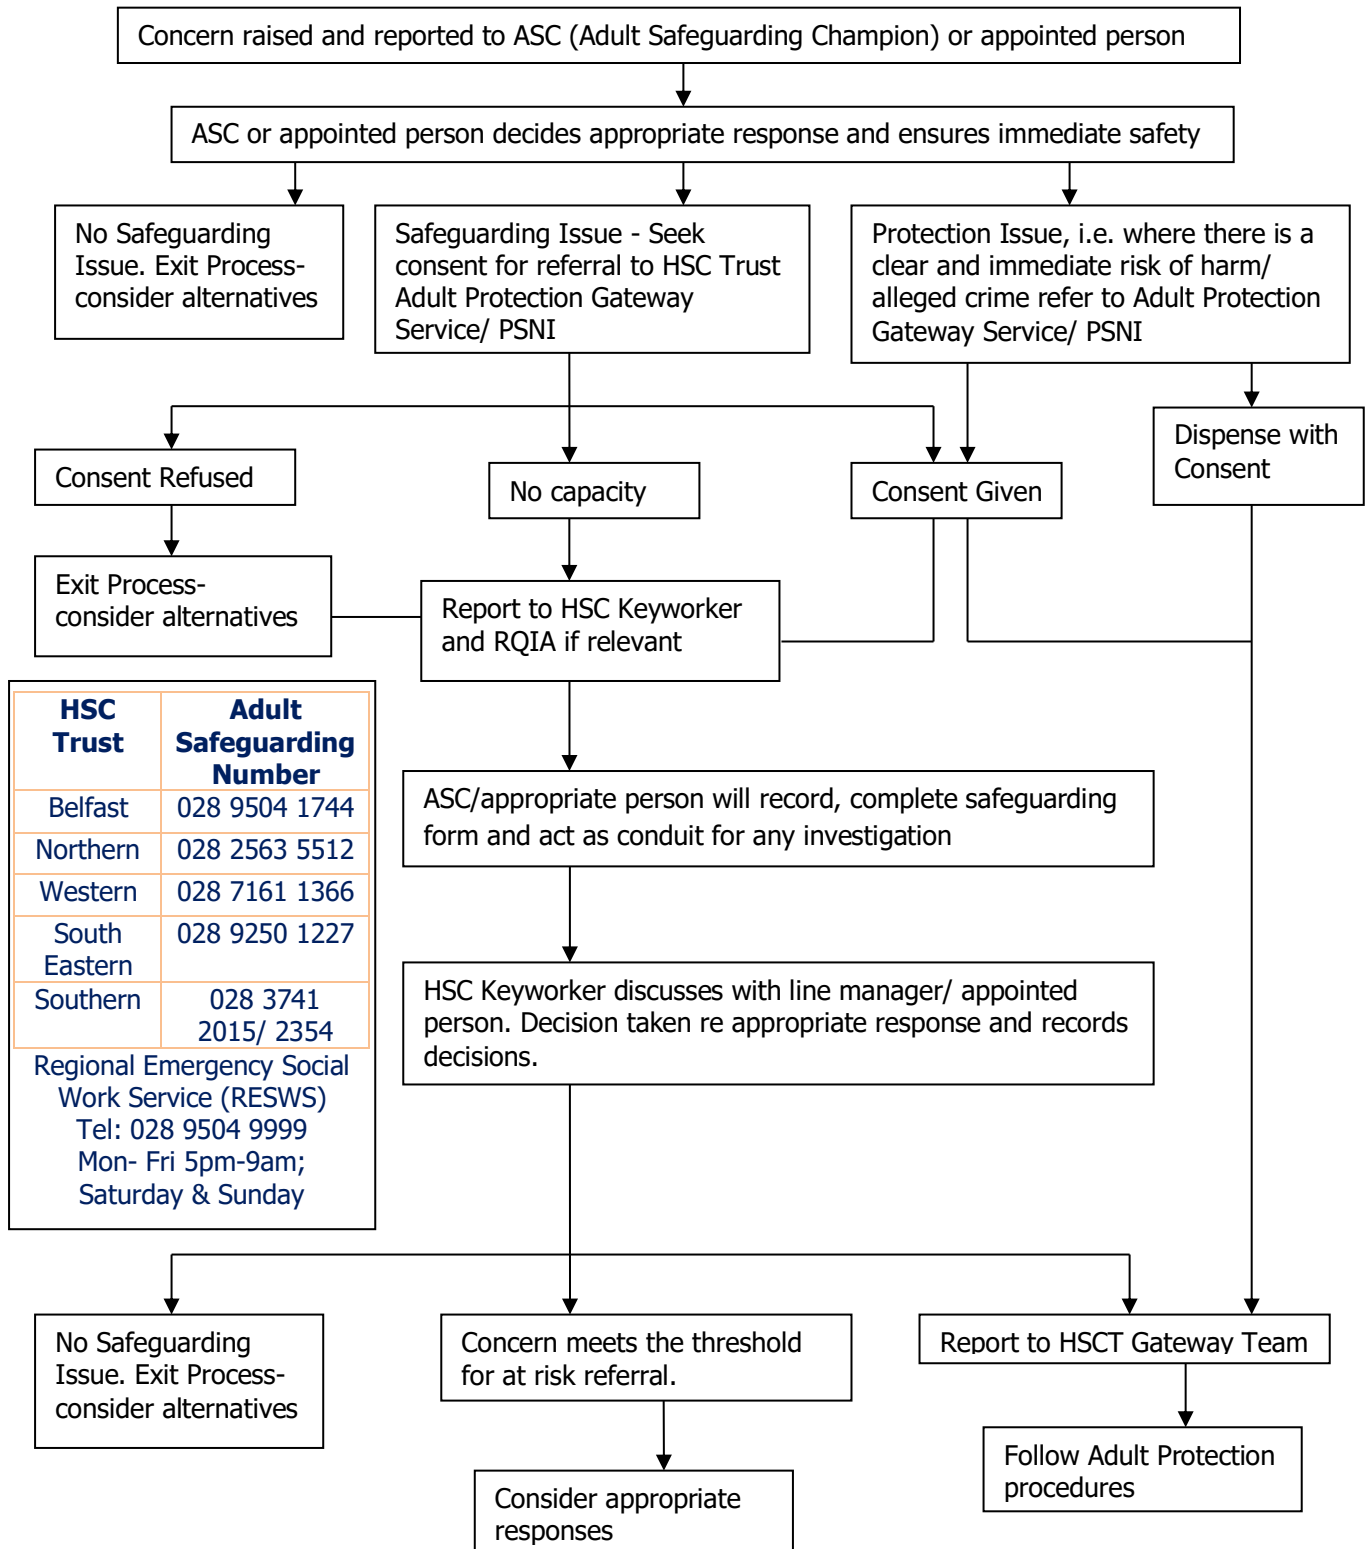 Concern raised and reported to ASC (Adult Safeguarding Champion) or appointed person
ASC or appointed person decides appropriate response and ensures immediate safety
No Safeguarding
Issue. Exit Process-
consider alternatives
Safeguarding Issue - Seek
consent for referral to HSC Trust
Adult Protection Gateway
Service/ PSNI
Protection Issue, i.e. where there is a
clear and immediate risk of harm/
alleged crime refer to Adult Protection
Gateway Service/ PSNI
Dispense with
Consent
Consent Refused
No capacity
Consent Given
Exit Process-
consider alternatives
Report to HSC Keyworker
and RQIA if relevant
HSC
Trust
Adult
Safeguarding
Number
Belfast 028 9504 1744
Northern 028 2563 5512
Western 028 7161 1366
South
Eastern
028 9250 1227
Southern
028 3741
2015/ 2354
Regional Emergency Social
Work Service (RESWS)
Tel: 028 9504 9999
Mon- Fri 5pm-9am;
Saturday & Sunday
ASC/appropriate person will record, complete safeguarding
form and act as conduit for any investigation
HSC Keyworker discusses with line manager/ appointed
person. Decision taken re appropriate response and records
decisions.
No Safeguarding
Issue. Exit Process-
consider alternatives
Concern meets the threshold
for at risk referral.
Report to HSCT Gateway Team
Consider appropriate
responses
Follow Adult Protection
procedures